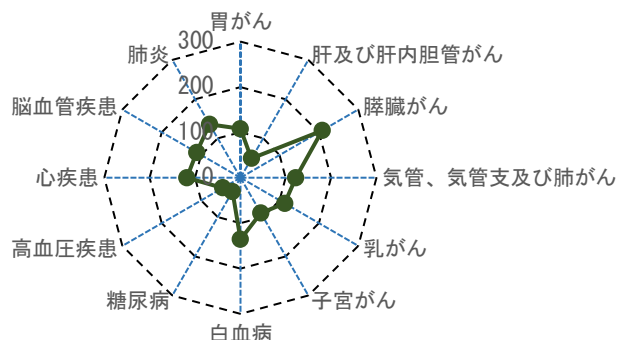 胃がん
300
肺炎
肝及び肝内胆管がん
200
脳血管疾患
膵臓がん
100
心疾患
0
気管、気管支及び肺がん
高血圧疾患
乳がん
糖尿病
子宮がん
白血病